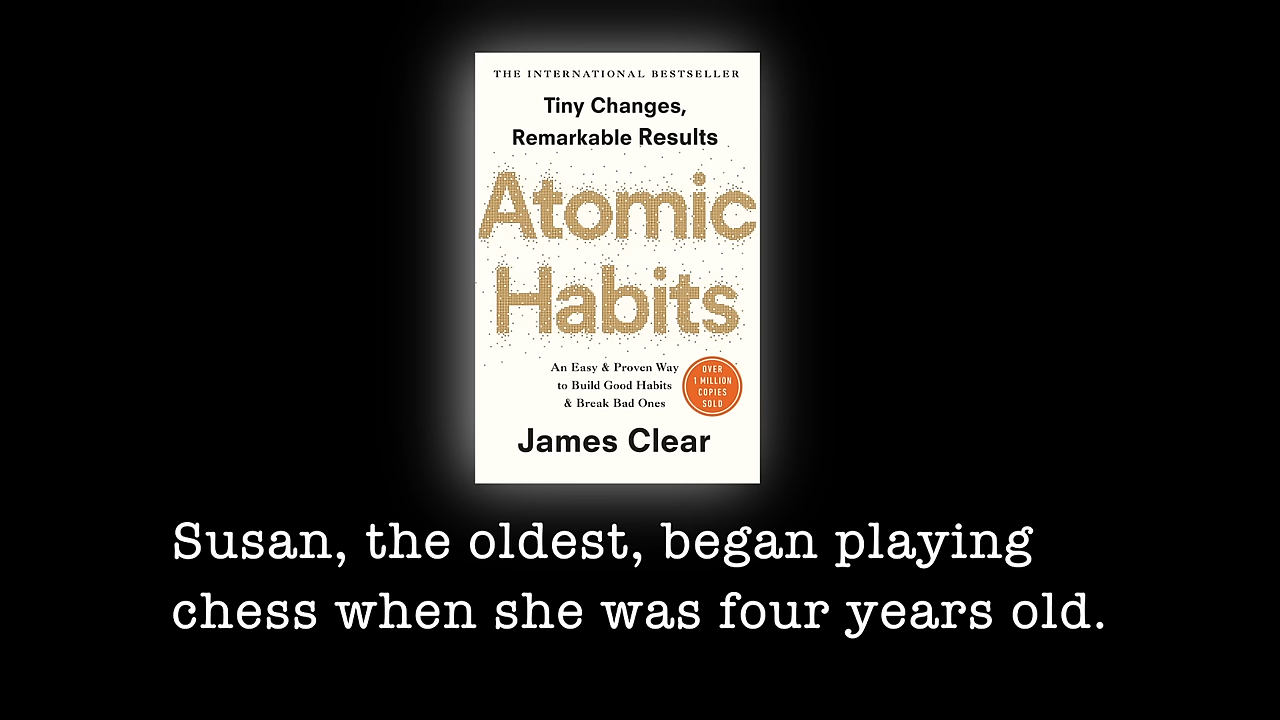 THE INTERNATIONAL BESTSELLER
Tiny Changes,
Remarkable Results
Atomic
Habits
An Easy & Proven Way
to Build Good Habits
& Break Bad Ones
OVER
1 MILLION
COPIES
SOLD
James Clear
Susan, the oldest, began playing
chess when she was four years old.